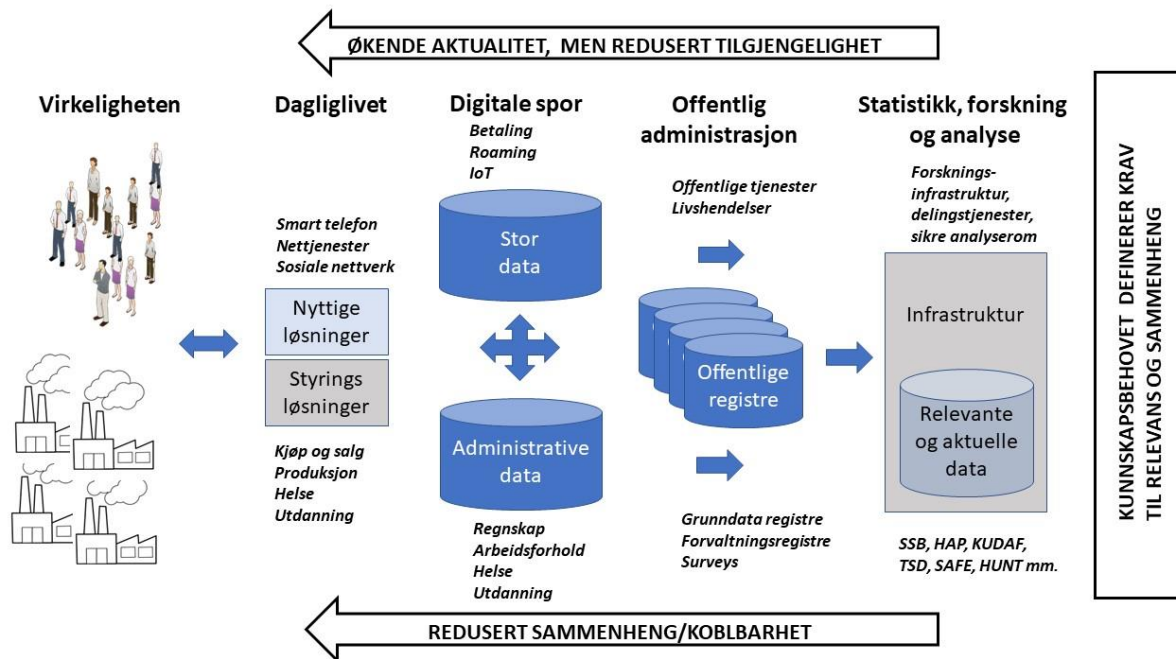 ØKENDE AKTUALITET, MEN REDUSERT TILGJENGELIGHET
Virkeligheten
Dagliglivet
Smart telefon
Nettjenester
Sosiale nettverk
Nyttige
løsninger
Styrings
løsninger
Kjøp og salg
Produksjon
Helse
Utdanning
Digitale spor
Betaling
Roaming
IoT
Stor
data
Administrative
data
Regnskap
Arbeidsforhold
Helse
Utdanning
Offentlig
administrasjon
Offentlige tjenester
Livshendelser
Offentlige
registre
Grunndata registre
Forvaltningsregistre
Surveys
Statistikk, forskning
og analyse
Forsknings-
infrastruktur,
delingstjenester,
sikre analyserom
Infrastruktur
Relevante
og aktuelle
data
SSB, HAP, KUDAF,
TSD, SAFE, HUNT mm.
KUNNSKAPSBEHOVET DEFINERER KRAV
TIL RELEVANS OG SAMMENHENG
REDUSERT SAMMENHENG/KOBLBARHET